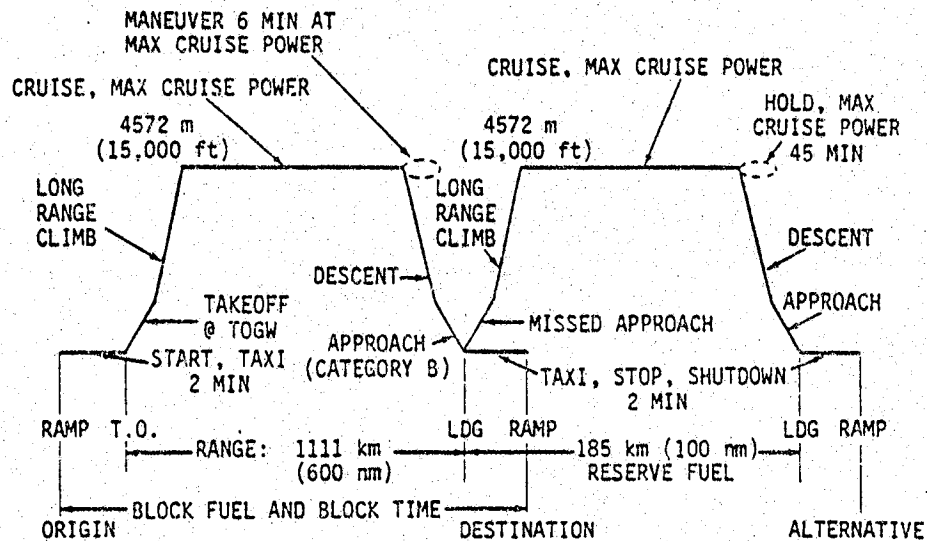 MANEUVER 6 MIN AT
MAX CRUISE POWER
CRUISE, MAX CRUISE POWER
CRUISE, MAX CRUISE POWER
4572 m
(15,000 ft)
4572 m
(15,000 ft)
HOLD, MAX
CRUISE POWER
45 MIN
LONG
RANGE
CLIMB
LONG
RANGE
CLIMB
DESCENT
DESCENT
TAKEOFF
@ TOGW
APPROACH
MISSED APPROACH
START, TAXI
2 MIN
APPROACH
(CATEGORY B)
TAXI, STOP, SHUTDOWN
2 MIN
RAMP T.O. LDG RAMP LDG RAMP
RANGE: 1111 km
(600 nm)
185 km (100 nm)
RESERVE FUEL
BLOCK FUEL AND BLOCK TIME
ORIGIN DESTINATION ALTERNATIVE